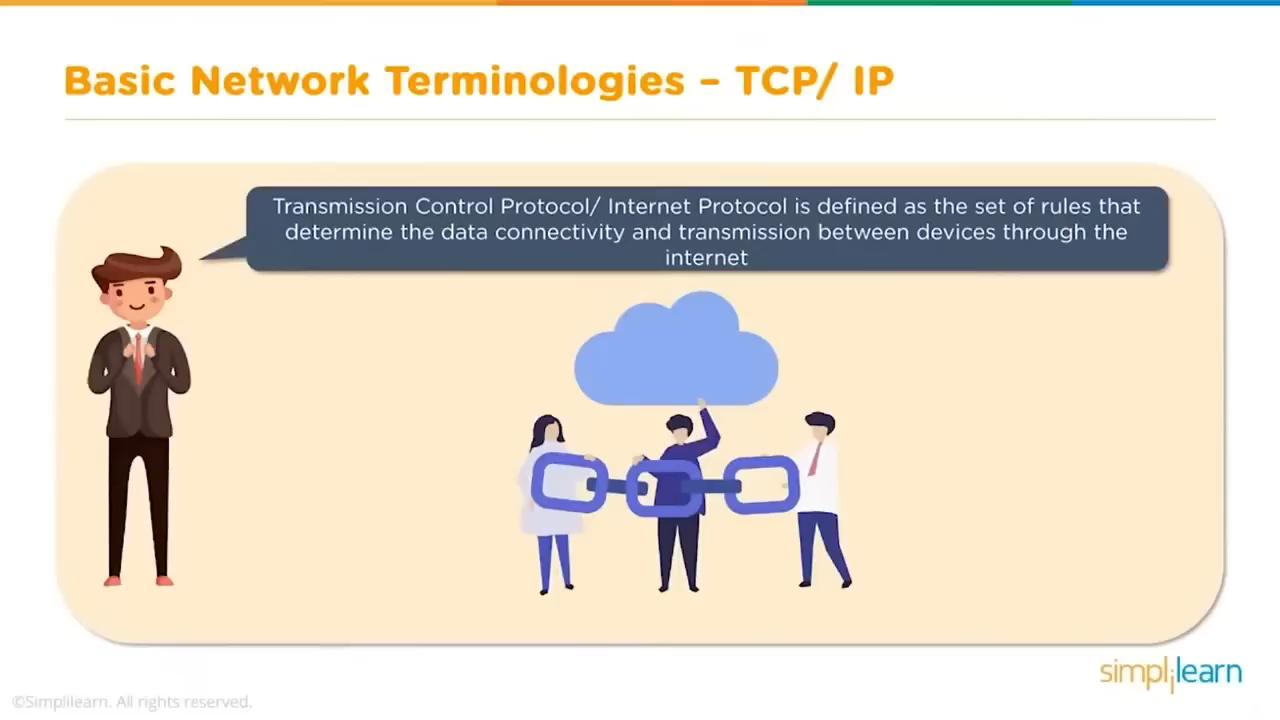 Basic Network Terminologies – TCP/ IP
Transmission Control Protocol/ Internet Protocol is defined as the set of rules that
determine the data connectivity and transmission between devices through the
internet
simplilearn
©Simplilearn. All rights reserved.